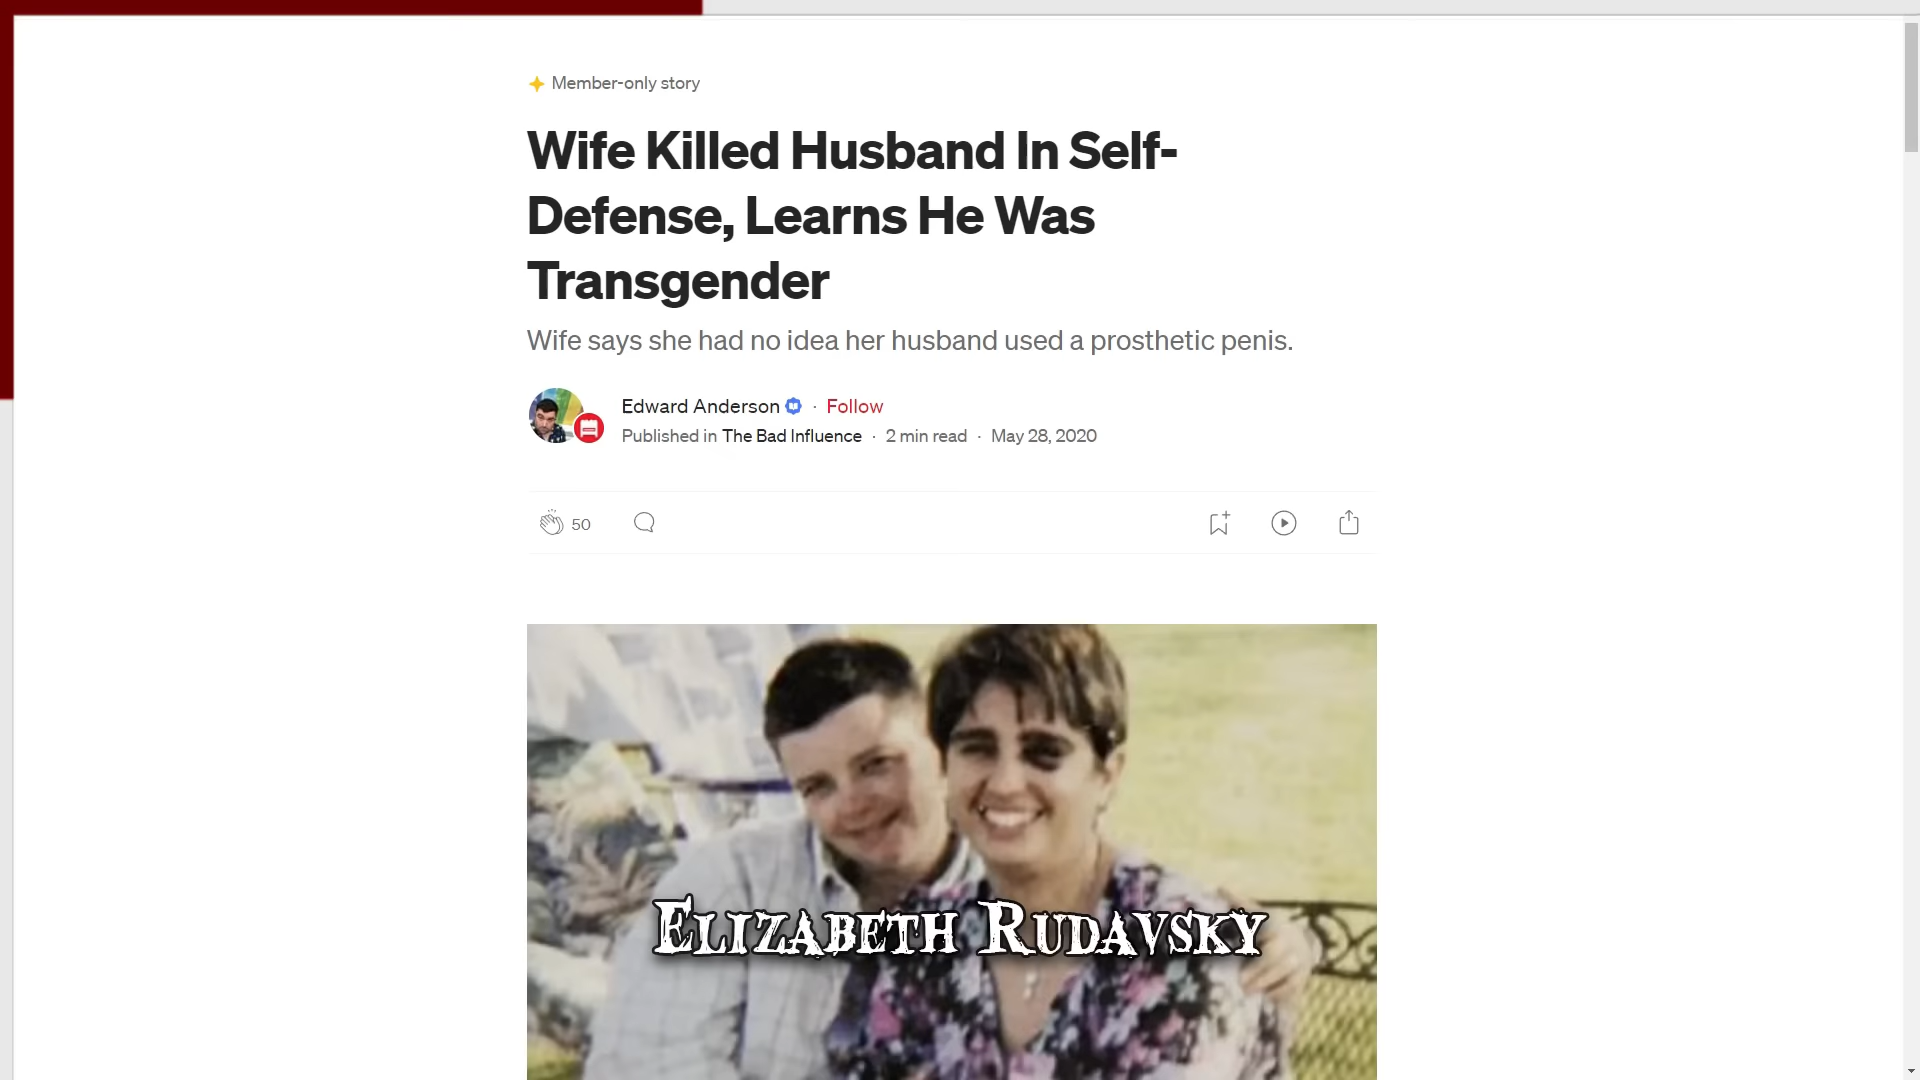 Member-only story
Wife Killed Husband In Self-
Defense, Learns He Was
Transgender
Wife says she had no idea her husband used a prosthetic penis.
Edward Anderson · Follow
Published in The Bad Influence · 2 min read · May 28, 2020
50
Elizabeth Rudavsky